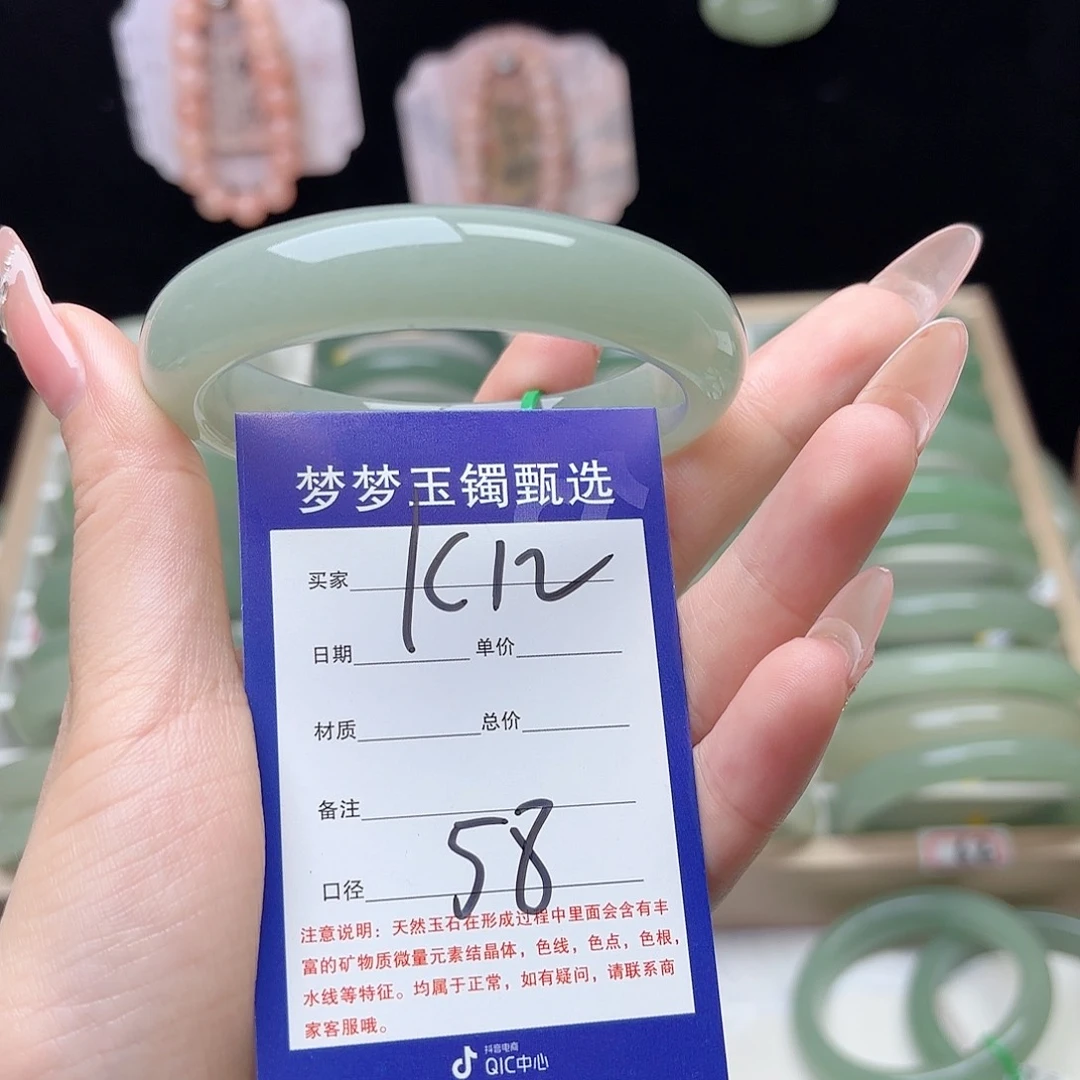 梦梦玉镯甄选
买家 K12
日期 单价
材质 总价
备注
口径 58
注意说明：天然玉石在形成过程中里面会含有丰
富的矿物质微量元素结晶体，色线，色点，色根，
水线等特征。均属于正常，如有疑问，请联系商
家客服哦。
抖音电商
QIC中心